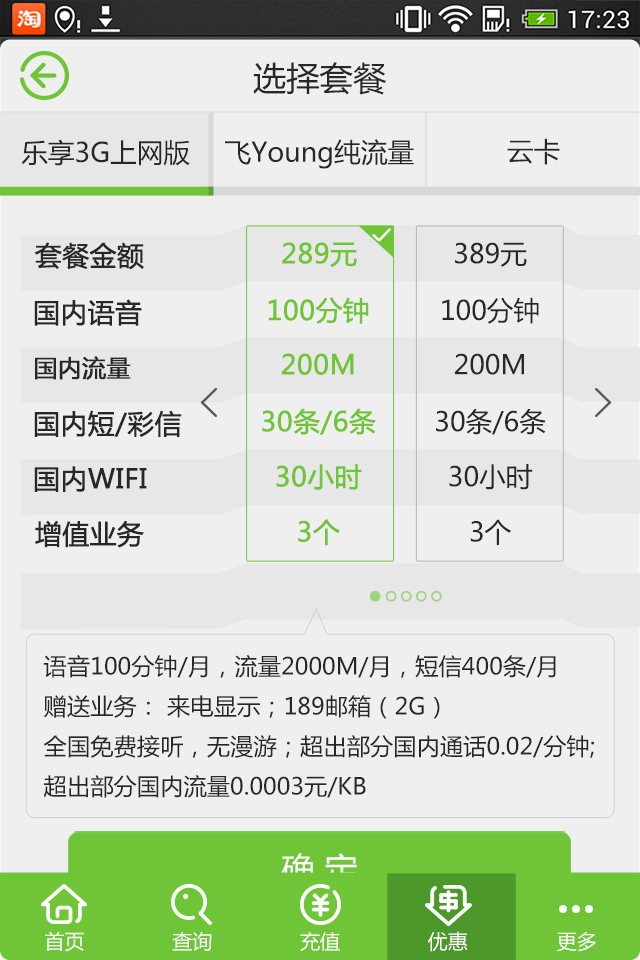 淘 17:23
选择套餐
乐享3G上网版 飞Young纯流量 云卡
套餐金额 289元 389元
国内语音 100分钟 100分钟
国内流量 200M 200M
国内短/彩信 30条/6条 30条/6条
国内WIFI 30小时 30小时
增值业务 3个 3个
语音100分钟/月，流量2000M/月，短信400条/月
赠送业务： 来电显示；189邮箱（2G）
全国免费接听，无漫游；超出部分国内通话0.02/分钟;
超出部分国内流量0.0003元/KB
确 定
首页 查询 充值 优惠 更多